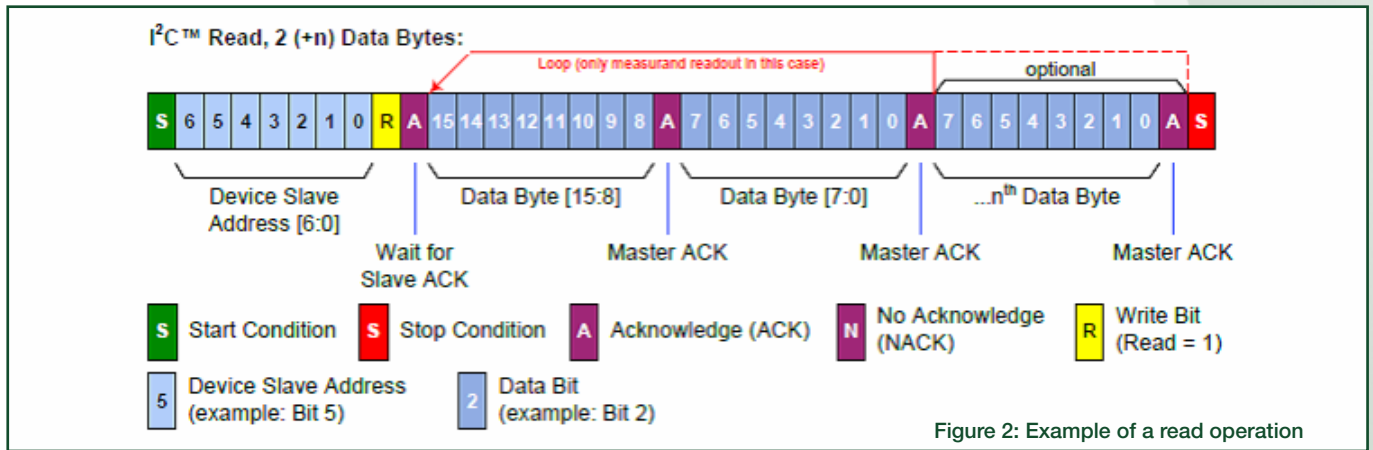 I²C™ Read, 2 (+n) Data Bytes:
Loop (only measurand readout in this case)
optional
S 6 5 4 3 2 1 0 R A 15 14 13 12 11 10 9 8 A 7 6 5 4 3 2 1 0 A 7 6 5 4 3 2 1 0 A S
Device Slave
Address [6:0]
Data Byte [15:8]
Data Byte [7:0]
...nth Data Byte
Wait for
Slave ACK
Master ACK
Master ACK
Master ACK
S Start Condition
S Stop Condition
A Acknowledge (ACK)
N No Acknowledge
(NACK)
R Write Bit
(Read = 1)
5 Device Slave Address
(example: Bit 5)
2 Data Bit
(example: Bit 2)
Figure 2: Example of a read operation